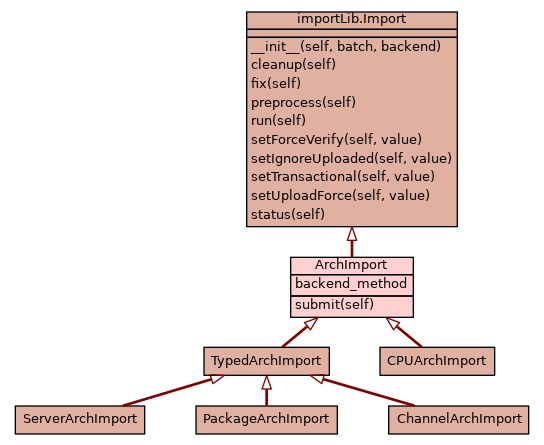 importLib.Import
__init__(self, batch, backend)
cleanup(self)
fix(self)
preprocess(self)
run(self)
setForceVerify(self, value)
setIgnoreUploaded(self, value)
setTransactional(self, value)
setUploadForce(self, value)
status(self)
ArchImport
backend_method
submit(self)
TypedArchImport
CPUArchImport
ServerArchImport
PackageArchImport
ChannelArchImport